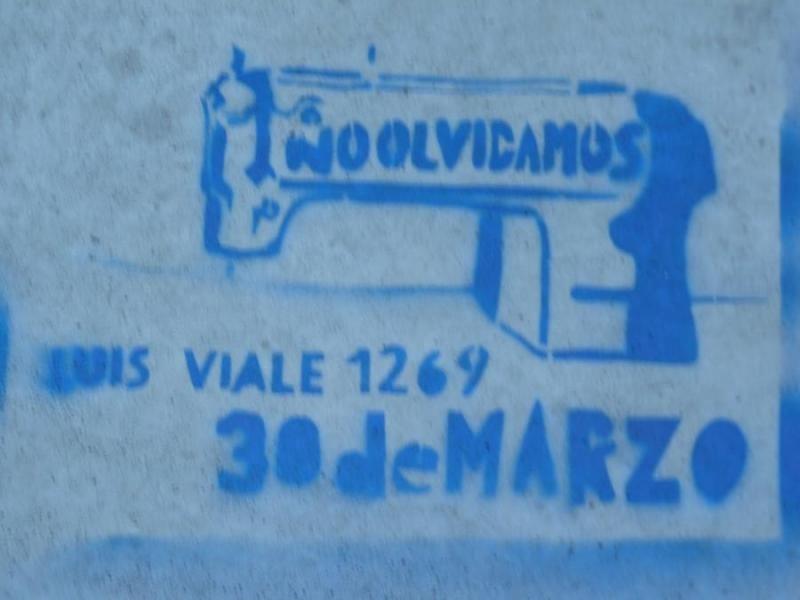 NO OLVIDAMOS
LUIS VIALE 1269
30 de MARZO